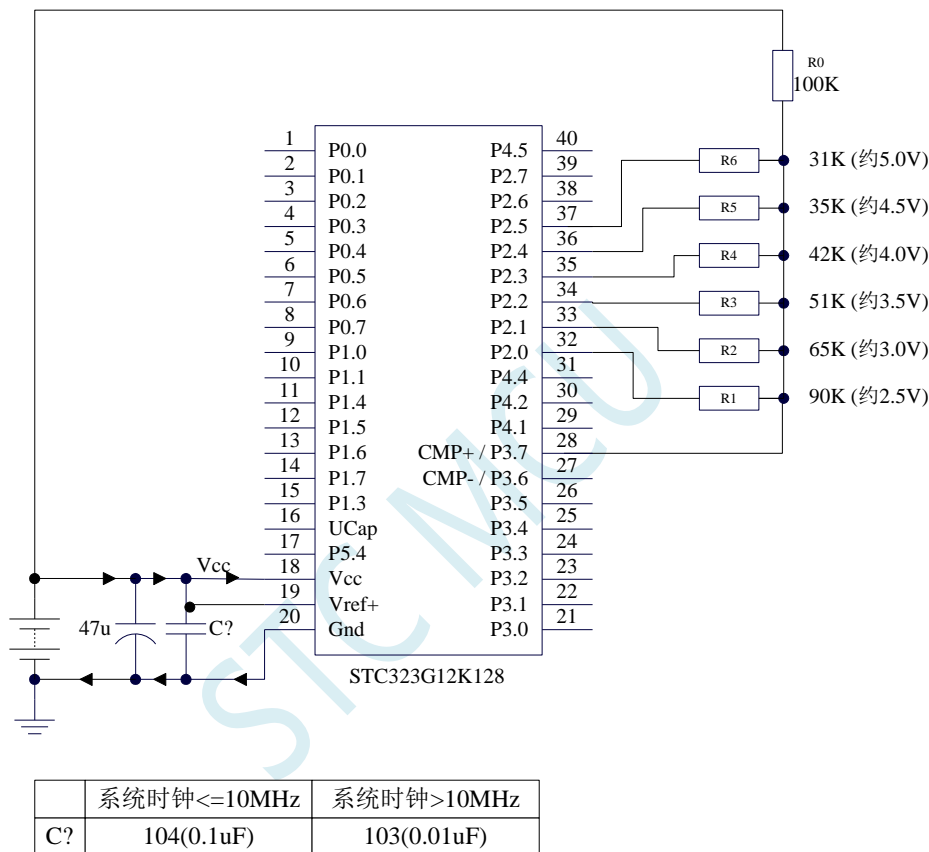 R0
100K
1 P0.0 P4.5 40
2 P0.1 P2.7 39
3 P0.2 P2.6 38
4 P0.3 P2.5 37
5 P0.4 P2.4 36
6 P0.5 P2.3 35
7 P0.6 P2.2 34
8 P0.7 P2.1 33
9 P1.0 P2.0 32
10 P1.1 P4.4 31
11 P1.4 P4.2 30
12 P1.5 P4.1 29
13 P1.6 CMP+ / P3.7 28
14 P1.7 CMP- / P3.6 27
15 P1.3 P3.5 26
16 UCap P3.4 25
17 P5.4 P3.3 24
18 Vcc P3.2 23
19 Vref+ P3.1 22
20 Gnd P3.0 21
R6 31K (约5.0V)
R5 35K (约4.5V)
R4 42K (约4.0V)
R3 51K (约3.5V)
R2 65K (约3.0V)
R1 90K (约2.5V)
Vcc
47u
C?
STC323G12K128
STC MCU
系统时钟<=10MHz 系统时钟>10MHz
C? 104(0.1uF) 103(0.01uF)